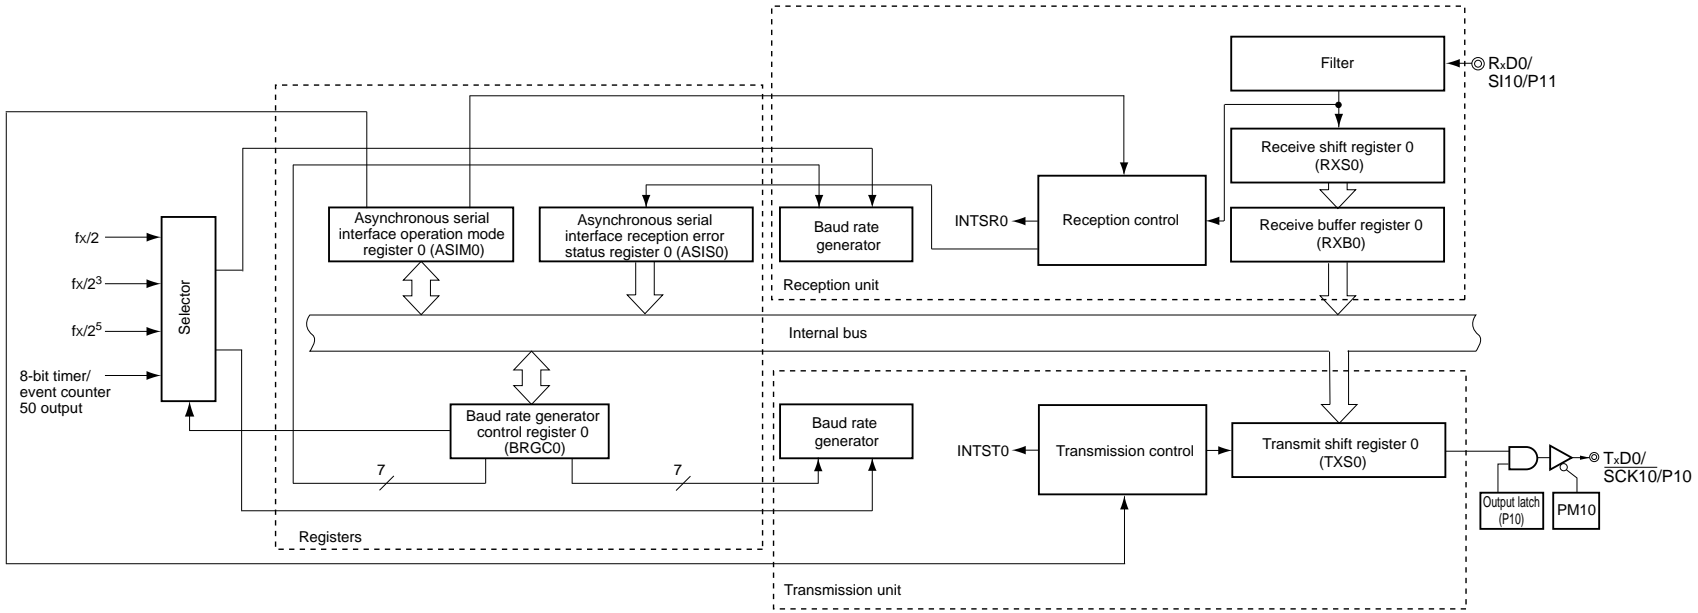 Filter
RxD0/
SI10/P11
Receive shift register 0
(RXS0)
Asynchronous serial
interface operation mode
register 0 (ASIM0)
Asynchronous serial
interface reception error
status register 0 (ASIS0)
Baud rate
generator
INTSR0
Reception control
Receive buffer register 0
(RXB0)
Reception unit
fx/2
fx/2³
fx/2⁵
8-bit timer/
event counter
50 output
Selector
Internal bus
Baud rate generator
control register 0
(BRGC0)
7
7
Registers
Baud rate
generator
INTST0
Transmission control
Transmit shift register 0
(TXS0)
TxD0/
SCK10/P10
Output latch
(P10)
PM10
Transmission unit